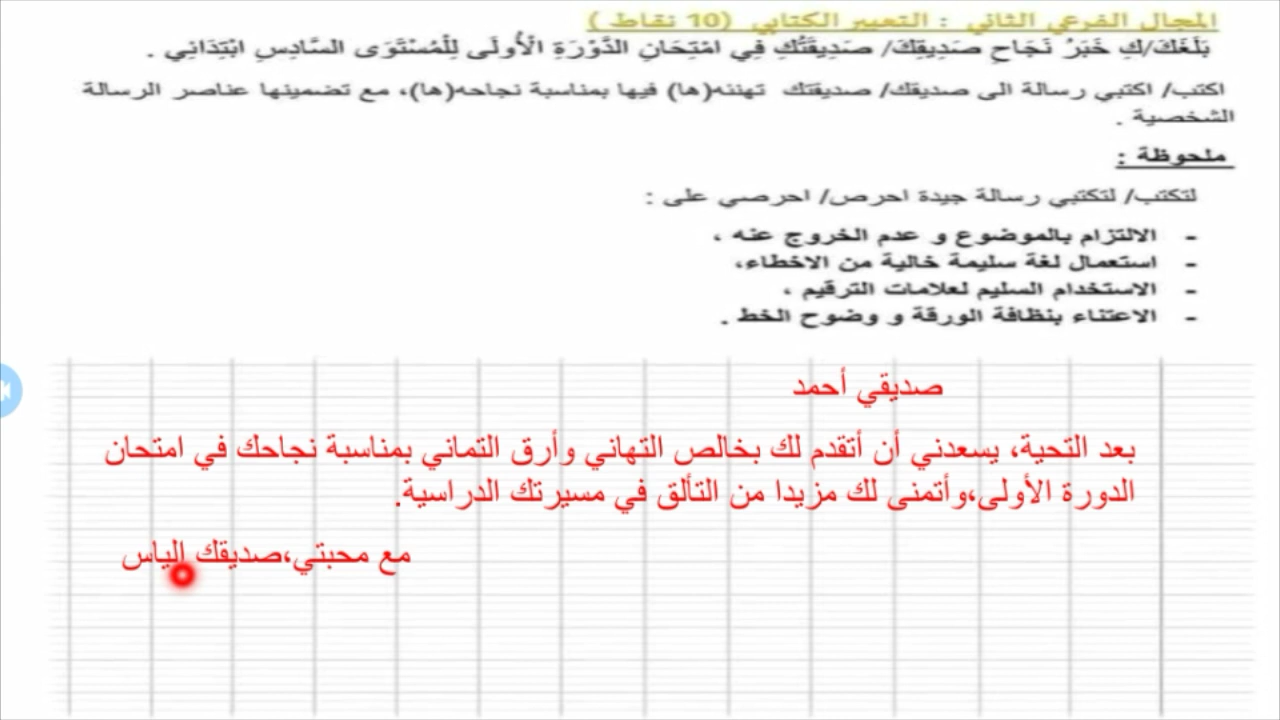 المجال الفرعي الثاني : التعبير الكتابي (10 نقاط )
بَلَغَكَ/كِ خَبَرُ نَجَاحِ صَدِيقِكَ/ صَدِيقَتُكِ فِي امْتِحَانِ الدَّوْرَةِ الْأُولَى لِلْمُسْتَوَى السَّادِسِ ابْتِدَائِي .
اكتب/ اكتبي رسالة الى صديقك/ صديقتك تهننه(ها) فيها بمناسبة نجاحه(ها)، مع تضمينها عناصر الرسالة
الشخصية .
ملحوظة :
لتكتب/ لتكتبي رسالة جيدة احرص/ احرصي على :
- الالتزام بالموضوع و عدم الخروج عنه ،
- استعمال لغة سليمة خالية من الاخطاء،
- الاستخدام السليم لعلامات الترقيم ،
- الاعتناء بنظافة الورقة و وضوح الخط .
صديقي أحمد
بعد التحية، يسعدني أن أتقدم لك بخالص التهاني وأرق التماني بمناسبة نجاحك في امتحان
الدورة الأولى،وأتمنى لك مزيدا من التألق في مسيرتك الدراسية.
مع محبتي،صديقك الياس